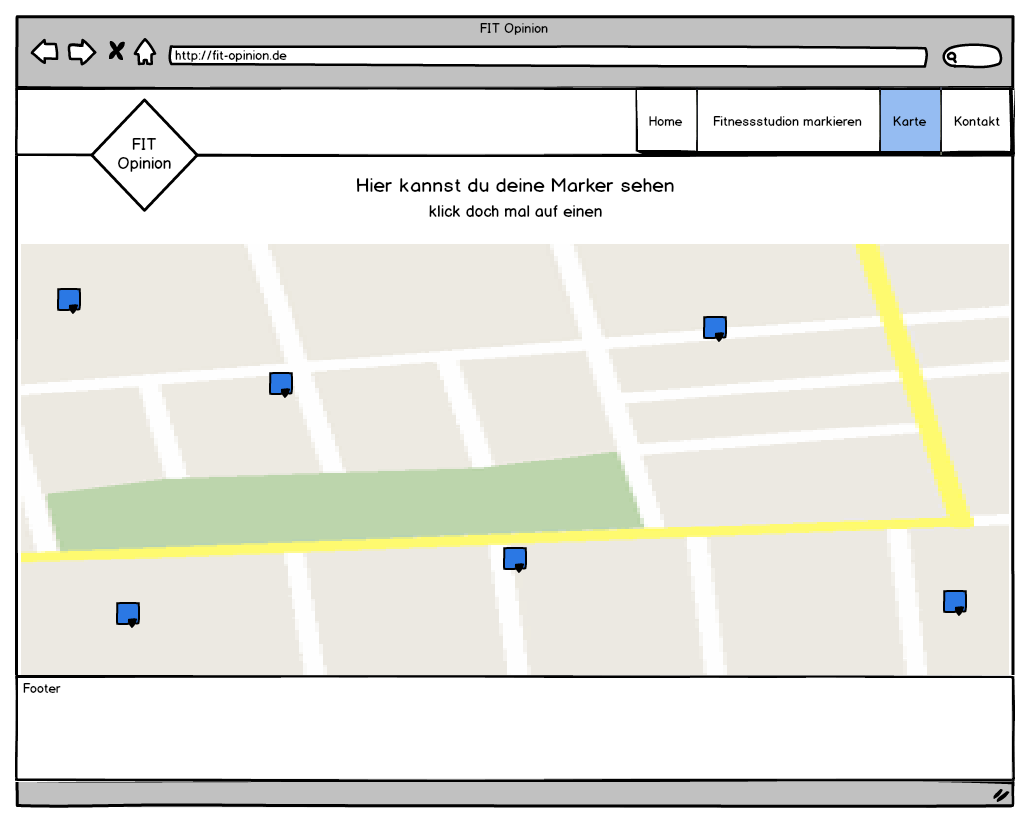 FIT Opinion
http://fit-opinion.de
Home
Fitnessstudion markieren
Karte
Kontakt
FIT
Opinion
Hier kannst du deine Marker sehen
klick doch mal auf einen
Footer